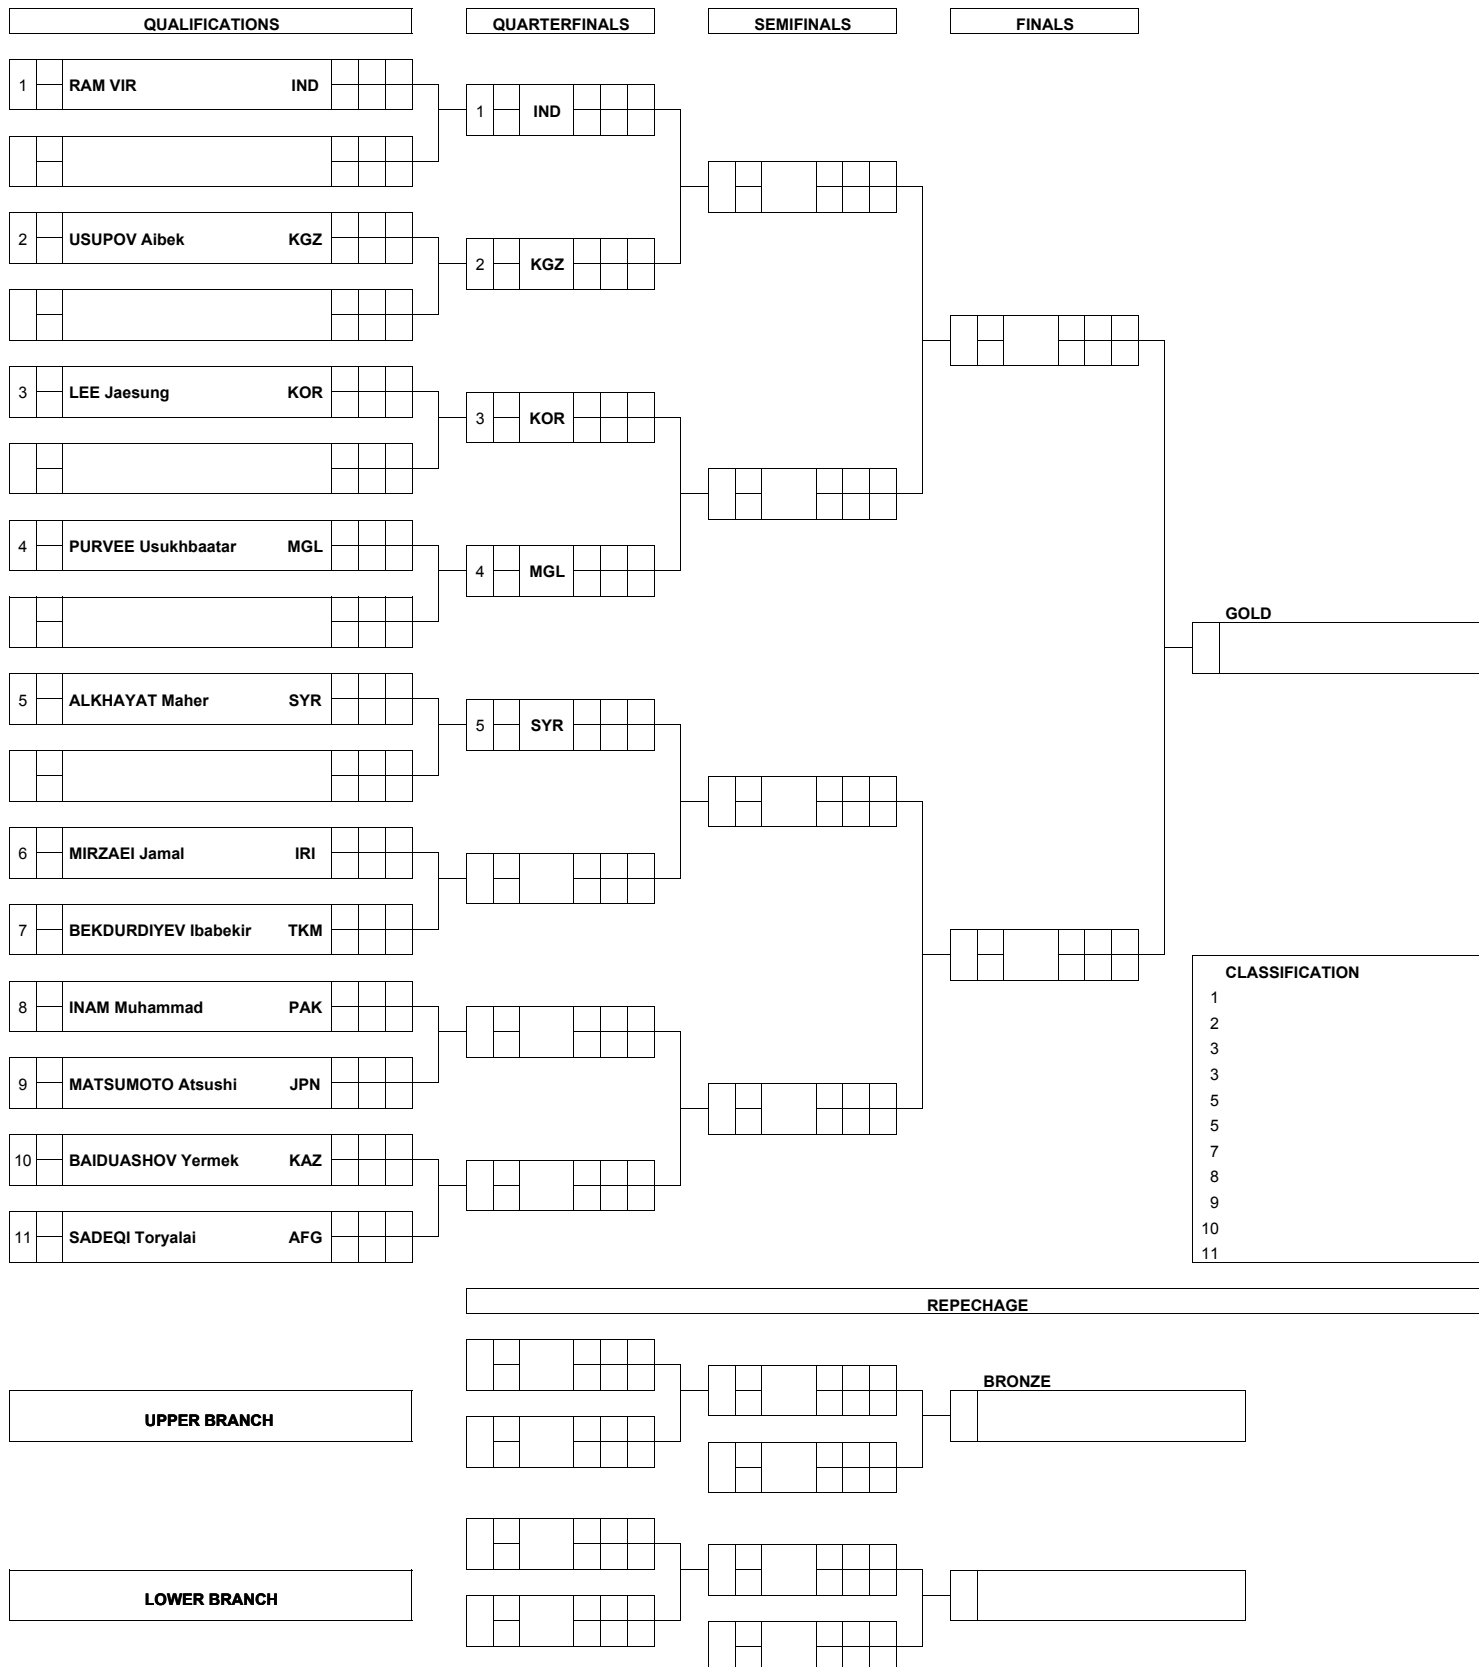 QUALIFICATIONS QUARTERFINALS SEMIFINALS FINALS
1 RAM VIR IND
1 IND
2 USUPOV Aibek KGZ
2 KGZ
3 LEE Jaesung KOR
3 KOR
4 PURVEE Usukhbaatar MGL
4 MGL
GOLD
5 ALKHAYAT Maher SYR
5 SYR
6 MIRZAEI Jamal IRI
7 BEKDURDIYEV Ibabekir TKM
CLASSIFICATION
1
2
3
3
5
5
7
8
9
10
11
8 INAM Muhammad PAK
9 MATSUMOTO Atsushi JPN
10 BAIDUASHOV Yermek KAZ
11 SADEQI Toryalai AFG
REPECHAGE
BRONZE
UPPER BRANCH
LOWER BRANCH